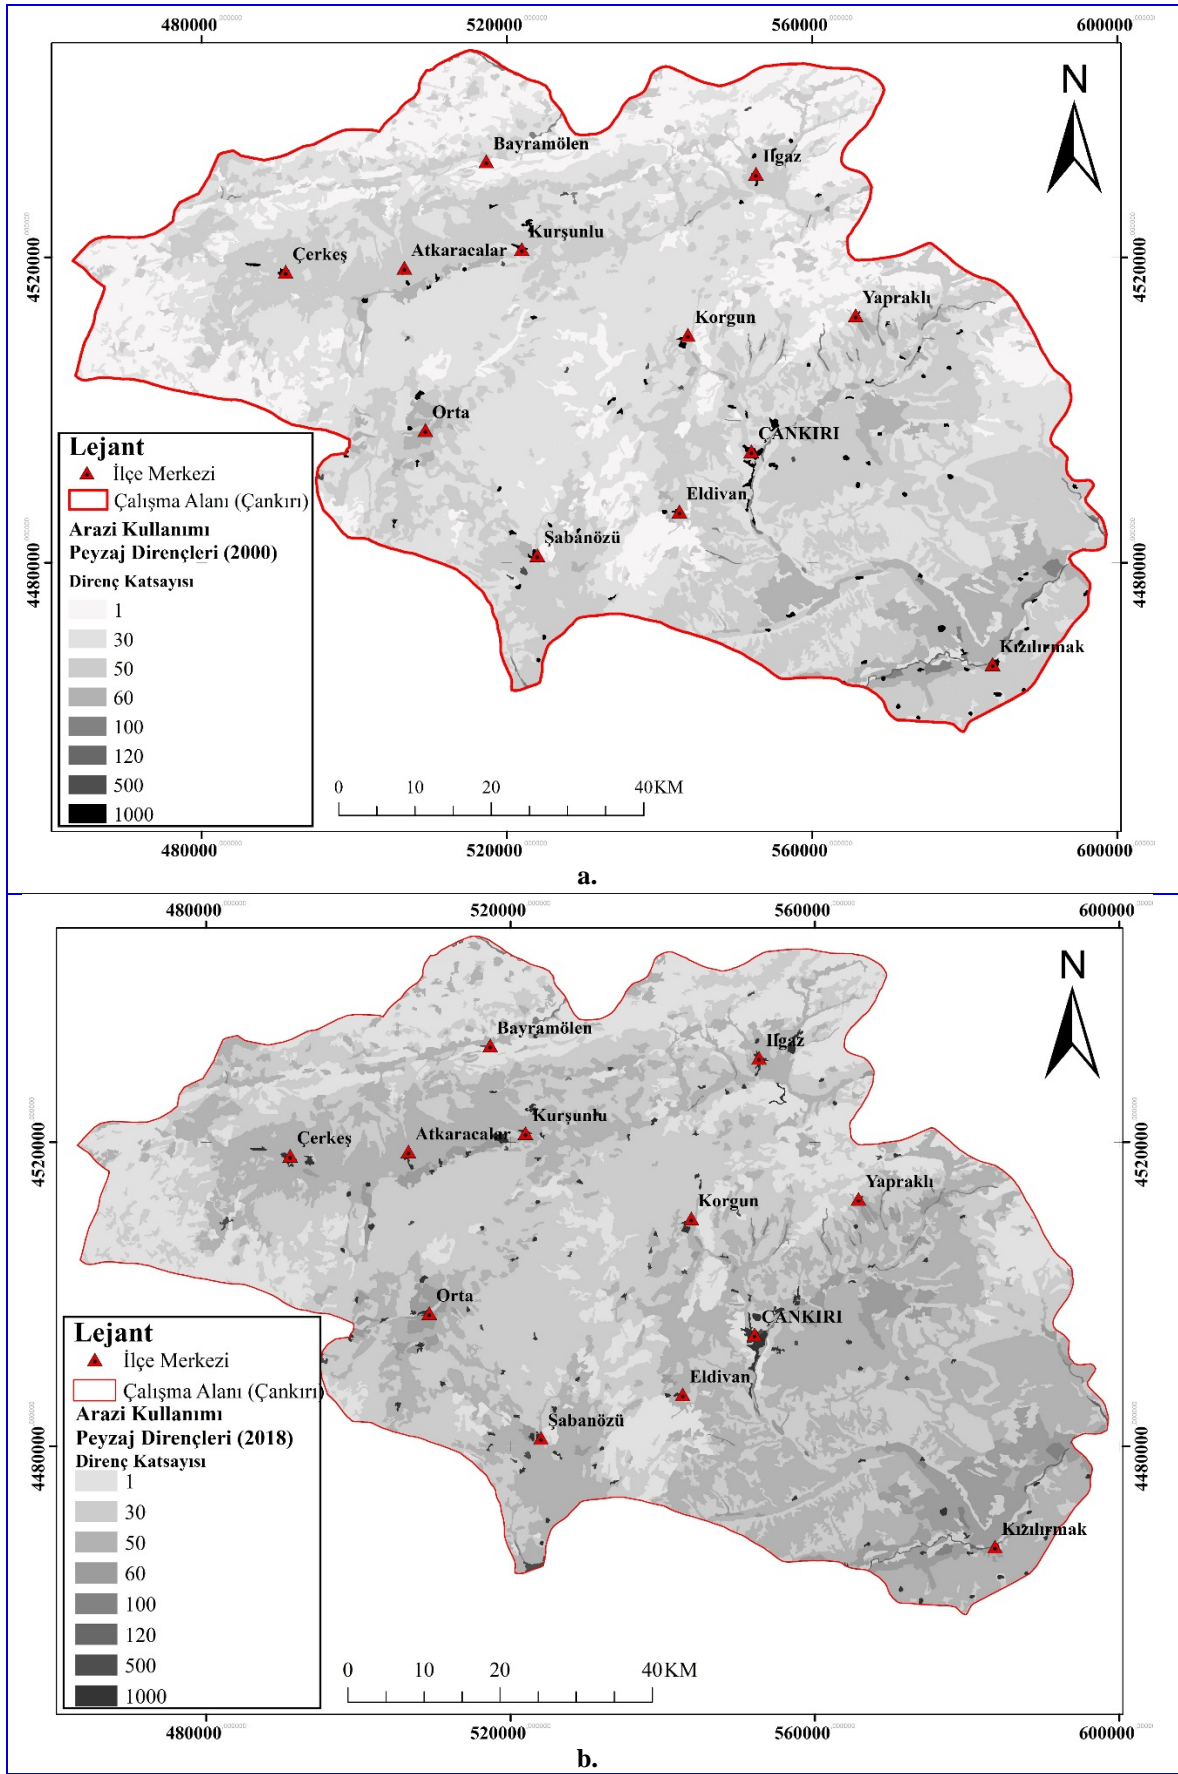 480000 520000 560000 600000
N
Bayramölen
Ilgaz
Kurşunlu
Atkaracalar
Çerkeş
4520000
4520000
Yapraklı
Korgun
Orta
ÇANKIRI
Lejant
İlçe Merkezi
Çalışma Alanı (Çankırı)
Eldivan
Arazi Kullanımı
Peyzaj Dirençleri (2000)
Şabanözü
4480000
4480000
Direnç Katsayısı
1
30
50
60
100
120
500
1000
Kızılırmak
0 10 20 40KM
480000 520000 560000 600000
a.
480000 520000 560000 600000
N
Bayramölen
Ilgaz
Kurşunlu
Atkaracalar
Çerkeş
4520000
4520000
Yapraklı
Korgun
Orta
ÇANKIRI
Lejant
İlçe Merkezi
Çalışma Alanı (Çankırı)
Eldivan
Arazi Kullanımı
Peyzaj Dirençleri (2018)
Şabanözü
4480000
4480000
Direnç Katsayısı
1
30
50
60
100
120
500
1000
Kızılırmak
0 10 20 40KM
480000 520000 560000 600000
b.